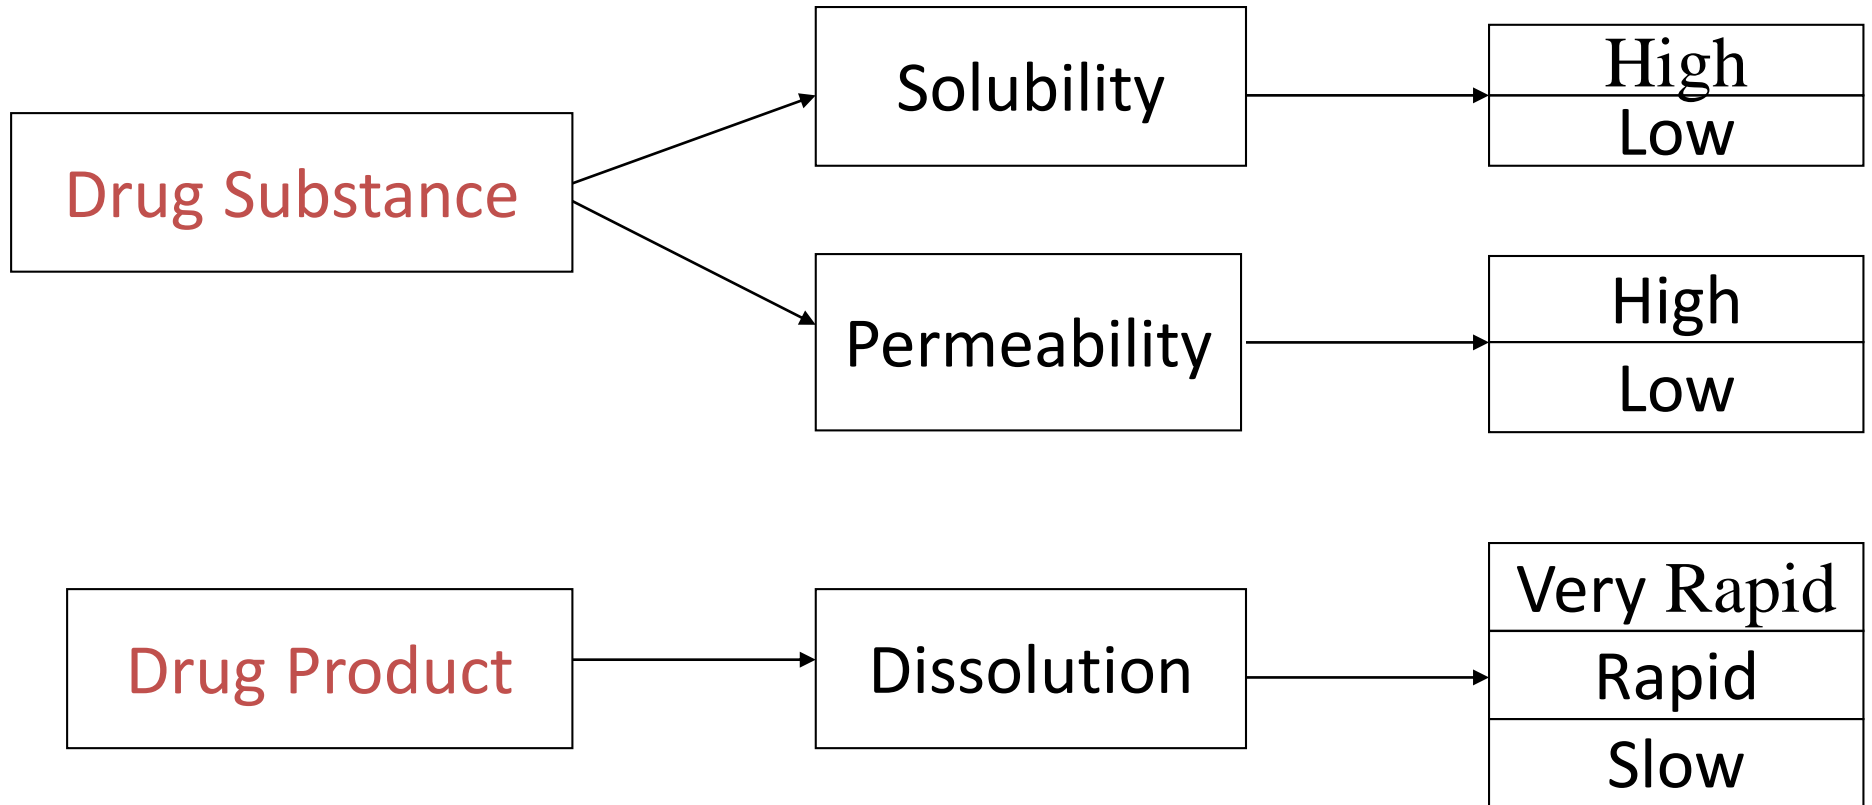 Drug Substance
Solubility
High
Low
Permeability
High
Low
Drug Product
Dissolution
Very Rapid
Rapid
Slow